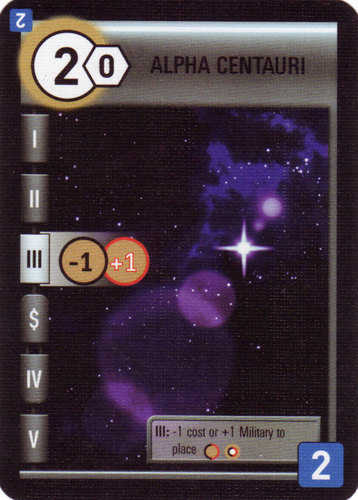 2
2 0 ALPHA CENTAURI
I
II
III -1 +1
$
IV
V
III: -1 cost or +1 Military to
place
2